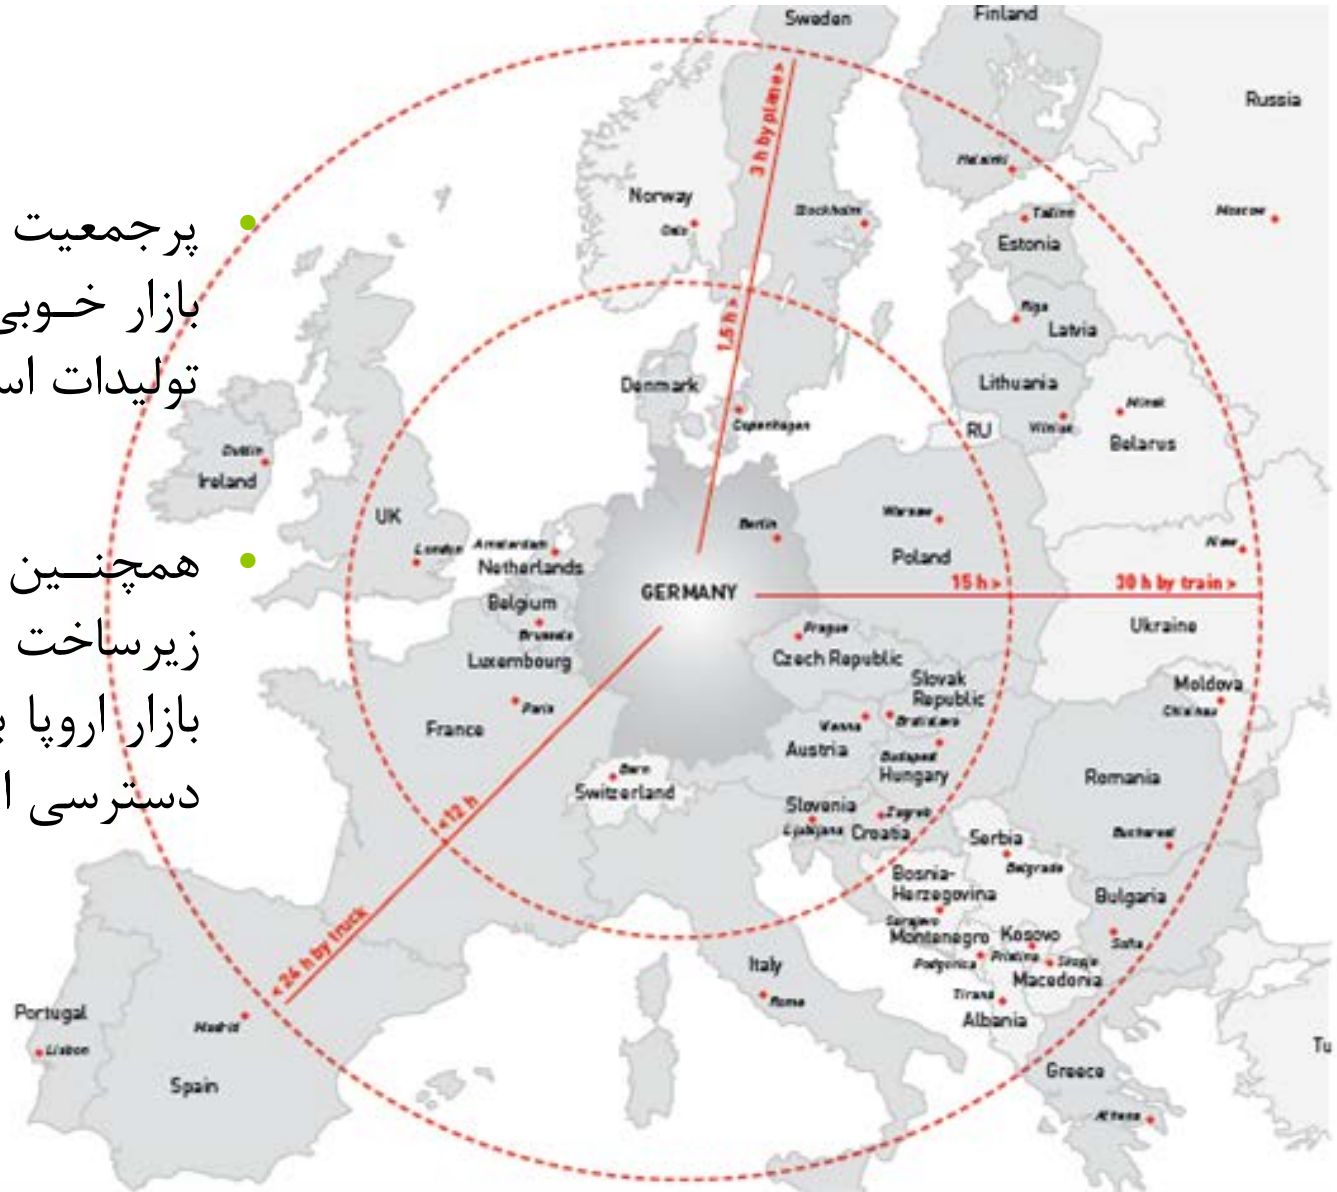 پرجمعیت
بازار خوبی
تولیدات اس
همچنین
زیرساخت
بازار اروپا ب
دسترسی ا
Sweden
Finland
Russia
3 h by plane >
Helsinki
Norway
Oslo
Stockholm
Tallinn
Moscow
Estonia
Riga
Latvia
1,5 h >
Denmark
Lithuania
Copenhagen
Vilnius
Minsk
RU
Belarus
Dublin
Ireland
UK
London
Amsterdam
Netherlands
Berlin
Warsaw
Poland
Kiew
GERMANY
15 h >
30 h by train >
Belgium
Brussels
Luxembourg
Prague
Czech Republic
Ukraine
Slovak
Republic
Moldova
Chisinau
France
Paris
Vienna
Bratislava
Austria
Budapest
Hungary
Bern
Switzerland
Romania
<12 h
Slovenia
Ljubljana
Zagreb
Croatia
Serbia
Belgrade
Bucharest
Bosnia-
Herzegovina
Sarajevo
Bulgaria
Sofia
Montenegro
Podgorica
Kosovo
Pristina
Skopje
Macedonia
<24 h by truck
Italy
Rome
Tirana
Albania
Portugal
Lisbon
Madrid
Spain
Greece
Athens
Tu